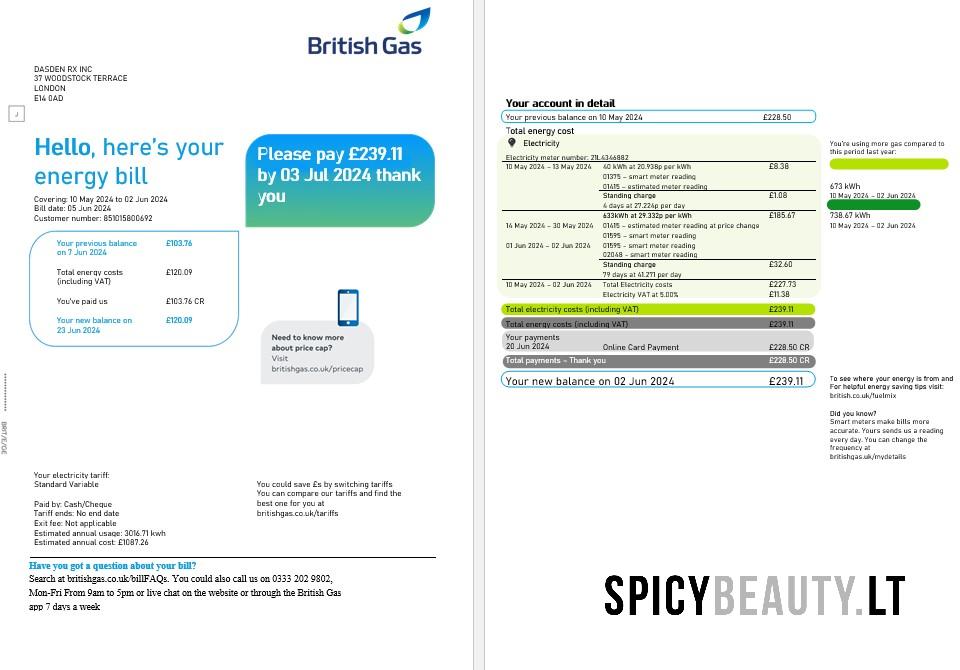 British Gas
DASDEN RX INC
37 WOODSTOCK TERRACE
LONDON
E14 0AD
J
Hello, here's your
energy bill
Covering: 10 May 2024 to 02 Jun 2024
Bill date: 05 Jun 2024
Customer number: 851015800692
Please pay £239.11
by 03 Jul 2024 thank
you
Your previous balance £103.76
on 7 Jun 2024
Total energy costs £120.09
(including VAT)
You've paid us £103.76 CR
Your new balance on £120.09
23 Jun 2024
Need to know more
about price cap?
Visit
britishgas.co.uk/pricecap
BRIT/E/GE
Your electricity tariff:
Standard Variable
Paid by: Cash/Cheque
Tariff ends: No end date
Exit fee: Not applicable
Estimated annual usage: 3016.71 kwh
Estimated annual cost: £1087.26
You could save £s by switching tariffs
You can compare our tariffs and find the
best one for you at
britishgas.co.uk/tariffs
Have you got a question about your bill?
Search at britishgas.co.uk/billFAQs. You could also call us on 0333 202 9802,
Mon-Fri From 9am to 5pm or live chat on the website or through the British Gas
app 7 days a week
Your account in detail
Your previous balance on 10 May 2024 £228.50
Total energy cost
Electricity
Electricity meter number: 21L4346882
10 May 2024 – 13 May 2024 40 kWh at 20.938p per kWh £8.38
01375 – smart meter reading
01415 – estimated meter reading
Standing charge £1.08
4 days at 27.224p per day
633kWh at 29.332p per kWh £185.67
14 May 2024 – 30 May 2024 01415 – estimated meter reading at price change
01595 – smart meter reading
01 Jun 2024 – 02 Jun 2024 01595 - smart meter reading
02048 – smart meter reading
Standing charge £32.60
79 days at 41.271 per day
10 May 2024 – 02 Jun 2024 Total Electricity costs £227.73
Electricity VAT at 5.00% £11.38
Total electricity costs (including VAT) £239.11
Total energy costs (including VAT) £239.11
Your payments
20 Jun 2024 Online Card Payment £228.50 CR
Total payments – Thank you £228.50 CR
Your new balance on 02 Jun 2024 £239.11
You're using more gas compared to
this period last year:
673 kWh
10 May 2024 – 02 Jun 2024
738.67 kWh
10 May 2024 – 02 Jun 2024
To see where your energy is from and
For helpful energy saving tips visit:
british.co.uk/fuelmix
Did you know?
Smart meters make bills more
accurate. Yours sends us a reading
every day. You can change the
frequency at
britishgas.uk/mydetails
SPICYBEAUTY.LT